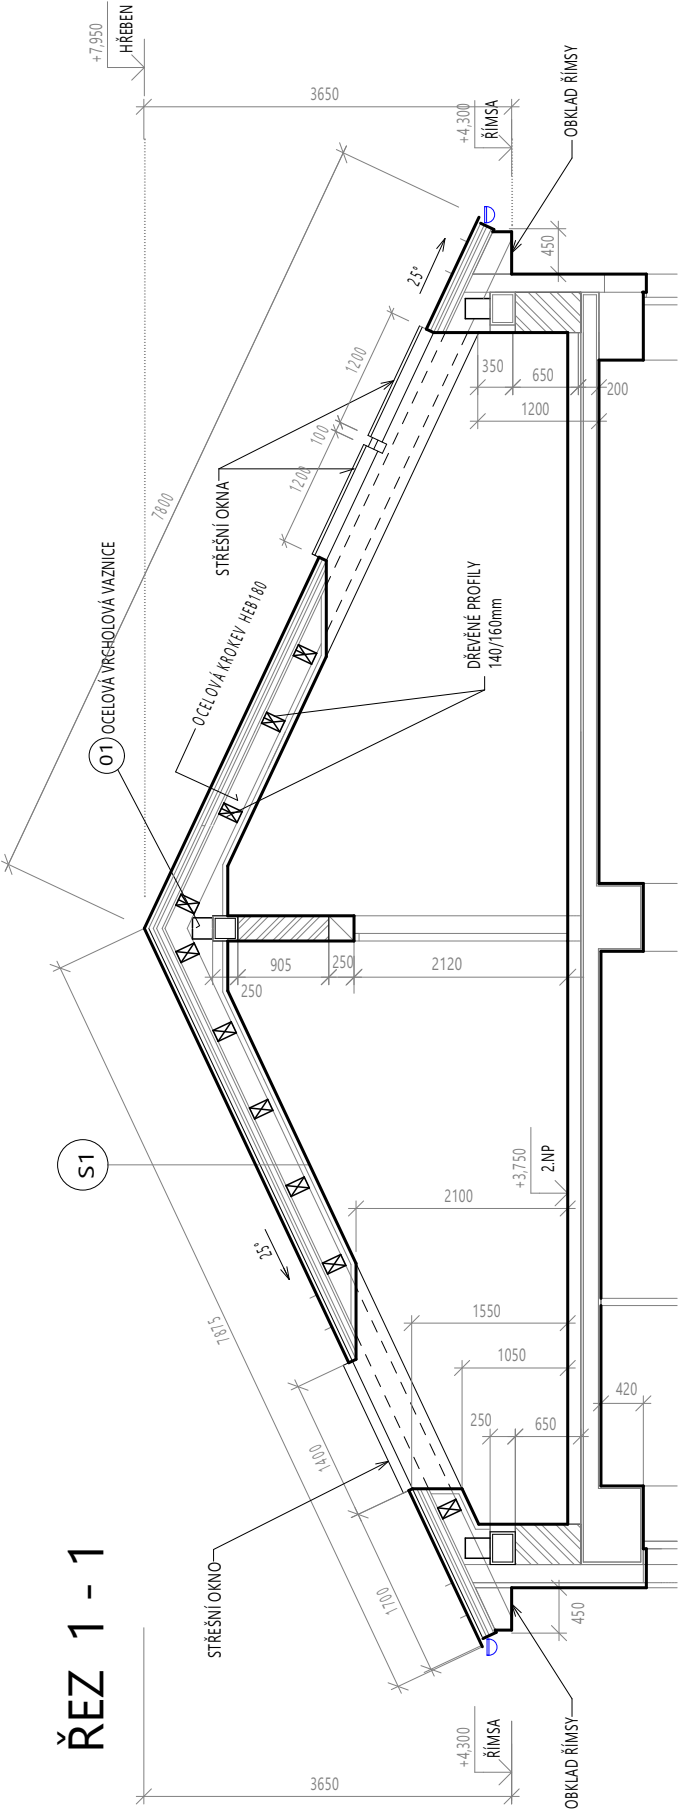 ŘEZ 1 - 1
+7,950
HŘEBEN
3650
+4,300
ŘÍMSA
OBKLAD ŘÍMSY
450
25°
7800
1200
100
1200
STŘEŠNÍ OKNA
350
650
200
1200
01
OCELOVÁ VRCHOLOVÁ VAZNICE
OCELOVÁ KROKEV HEB180
DŘEVĚNÉ PROFILY
140/160mm
250
905
250
2120
S1
25°
7875
2100
+3,750
2.NP
1550
1050
250
650
420
1400
1700
STŘEŠNÍ OKNO
450
3650
+4,300
ŘÍMSA
OBKLAD ŘÍMSY